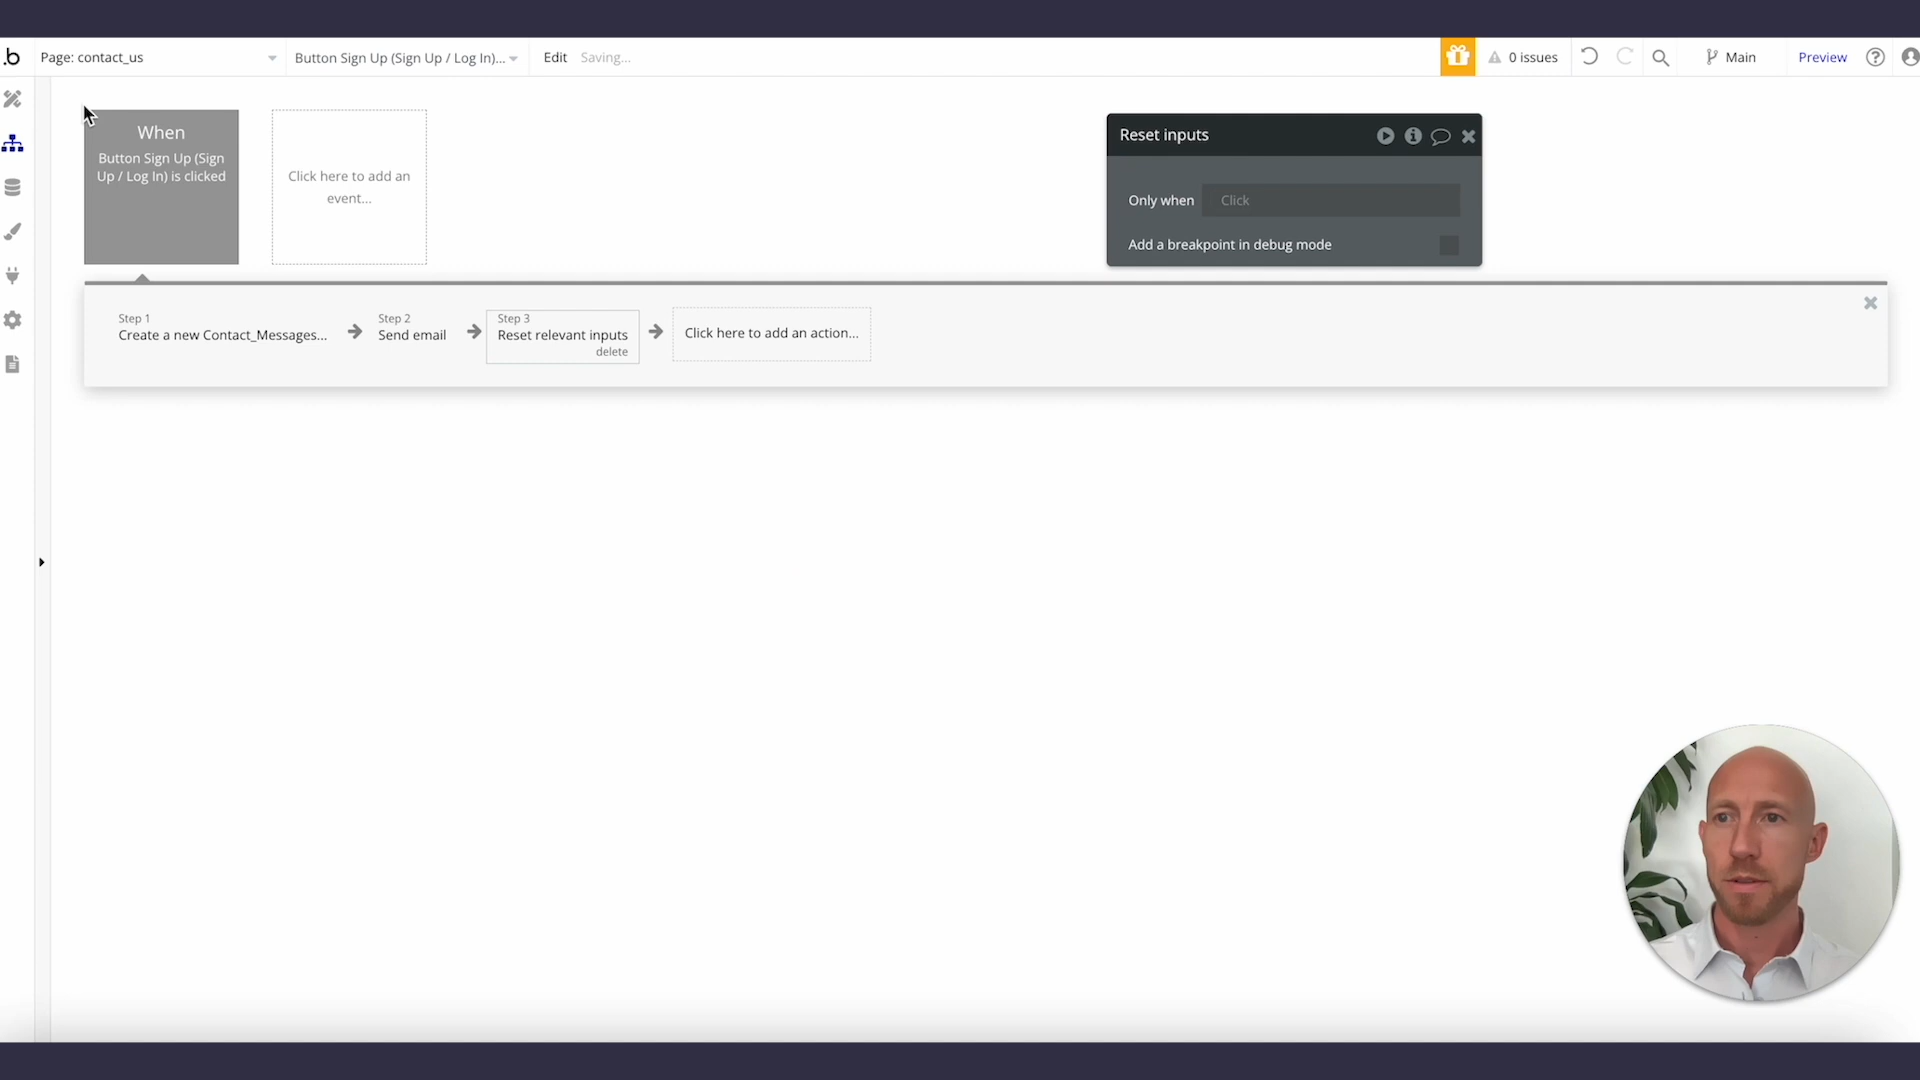 .b
Page: contact_us
Button Sign Up (Sign Up / Log In)...
Edit
Saving...
0 issues
Main
Preview
?
When
Button Sign Up (Sign
Up / Log In) is clicked
Click here to add an
event...
Reset inputs
Only when
Click
Add a breakpoint in debug mode
Step 1
Create a new Contact_Messages...
Step 2
Send email
Step 3
Reset relevant inputs
delete
Click here to add an action...